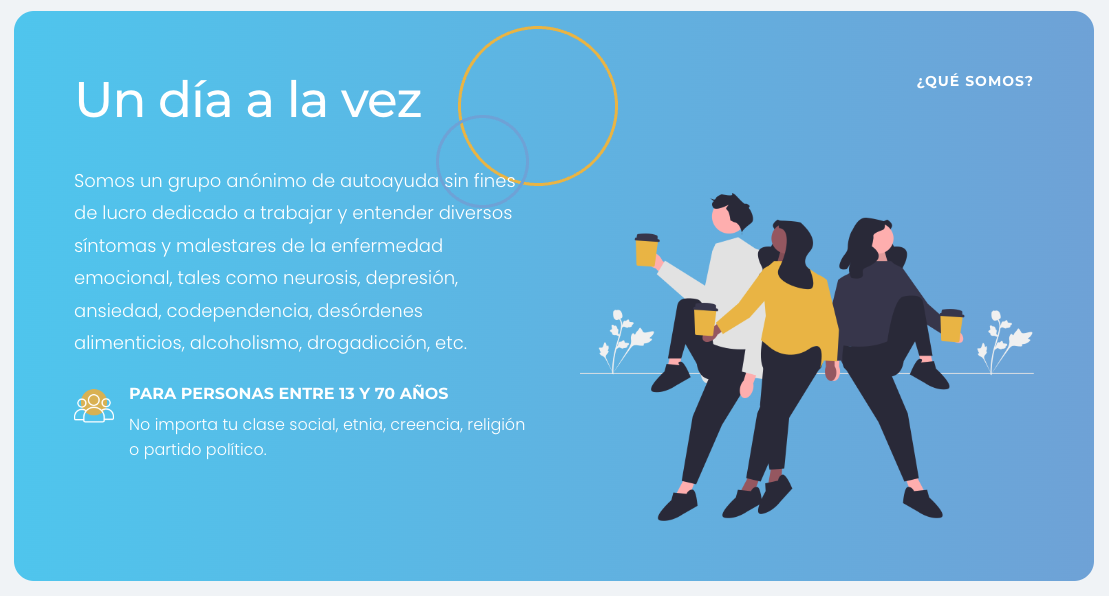 Un día a la vez
¿QUÉ SOMOS?
Somos un grupo anónimo de autoayuda sin fines
de lucro dedicado a trabajar y entender diversos
síntomas y malestares de la enfermedad
emocional, tales como neurosis, depresión,
ansiedad, codependencia, desórdenes
alimenticios, alcoholismo, drogadicción, etc.
PARA PERSONAS ENTRE 13 Y 70 AÑOS
No importa tu clase social, etnia, creencia, religión
o partido político.